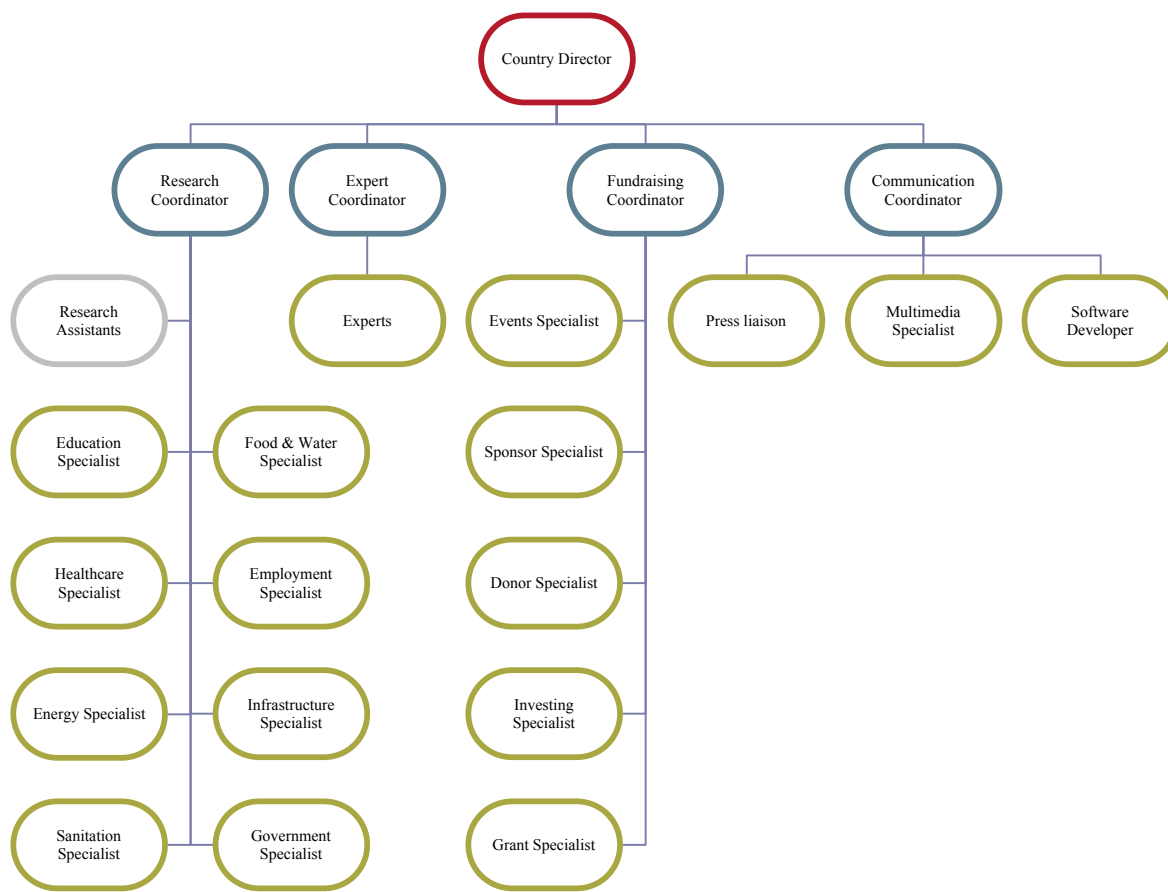 Country Director
Research
Coordinator
Expert
Coordinator
Fundraising
Coordinator
Communication
Coordinator
Research
Assistants
Experts
Events Specialist
Press liaison
Multimedia
Specialist
Software
Developer
Education
Specialist
Food & Water
Specialist
Sponsor Specialist
Healthcare
Specialist
Employment
Specialist
Donor Specialist
Energy Specialist
Infrastructure
Specialist
Investing
Specialist
Sanitation
Specialist
Government
Specialist
Grant Specialist